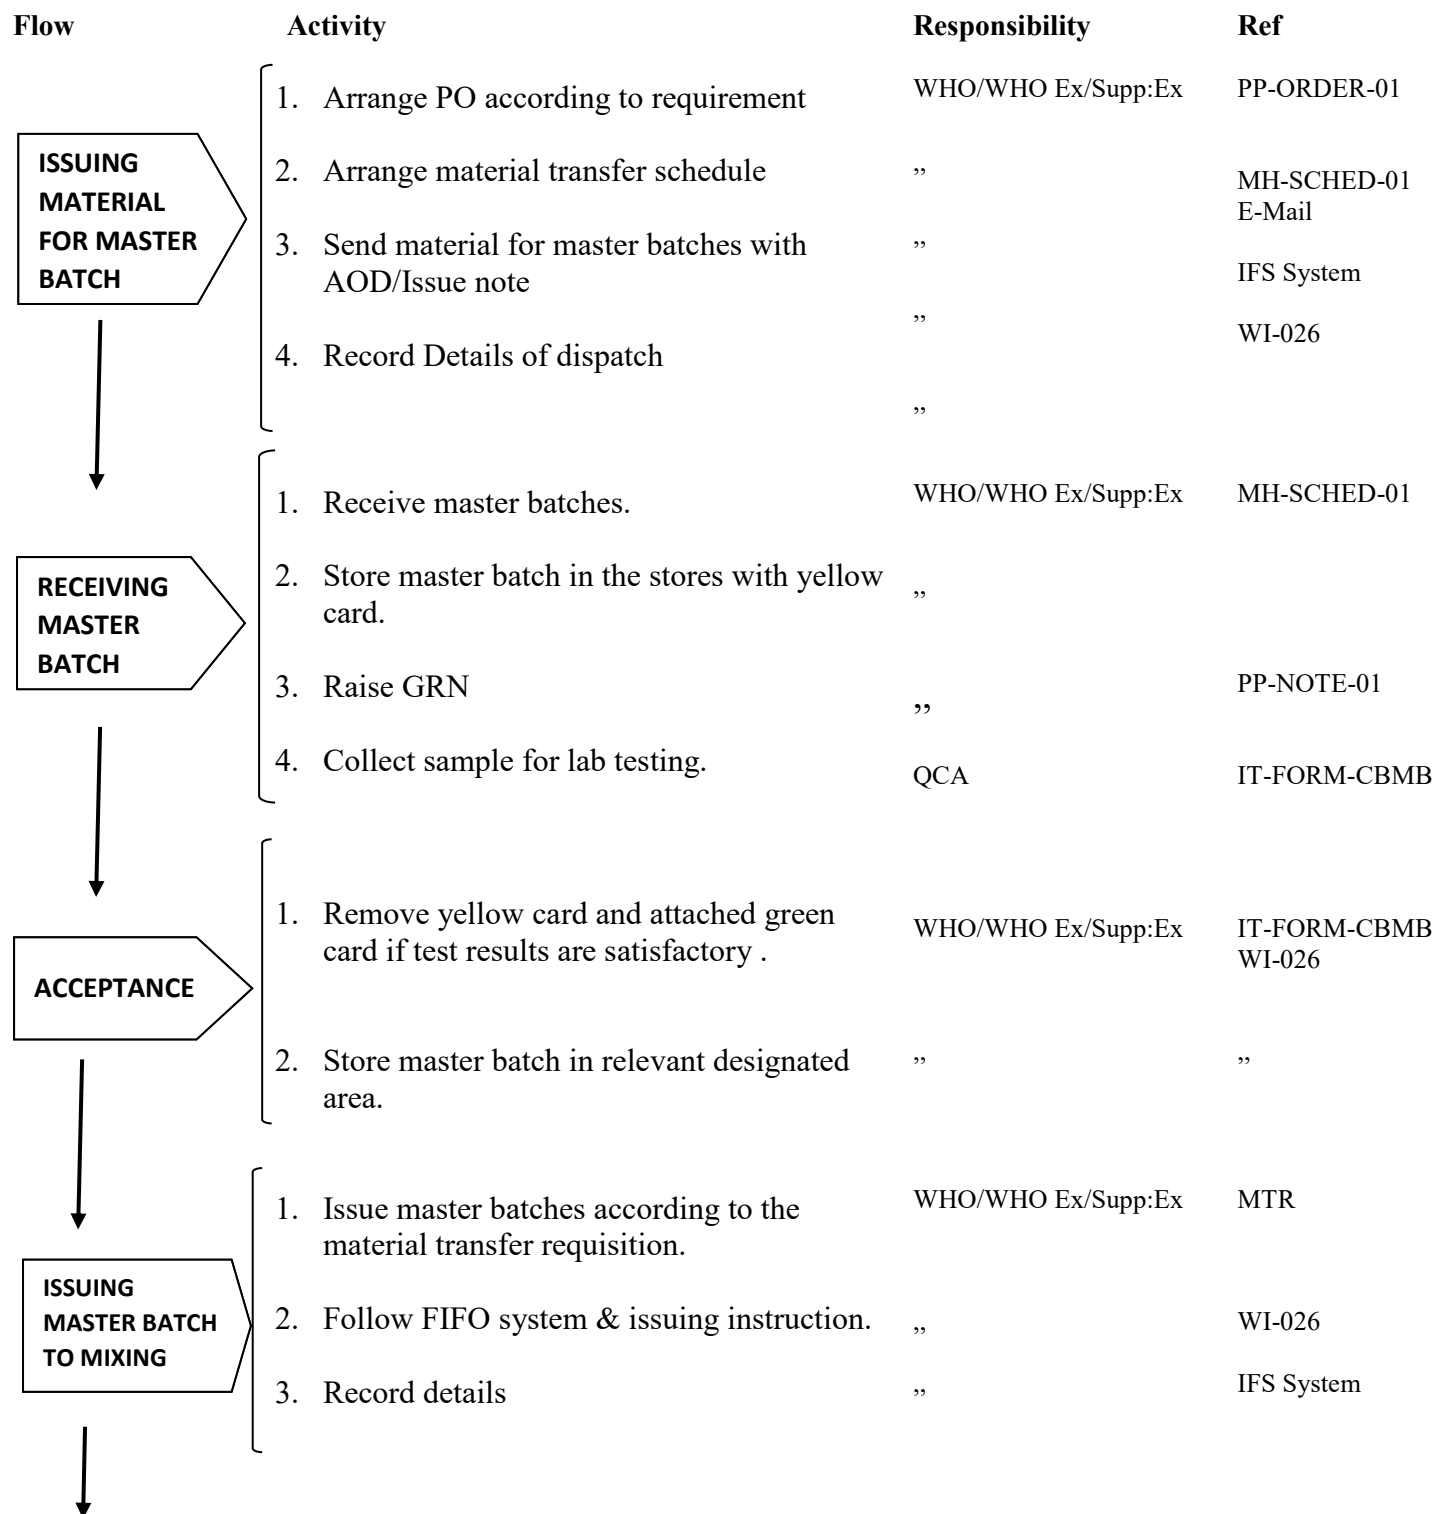 Flow Activity Responsibility Ref
ISSUING
MATERIAL
FOR MASTER
BATCH
1. Arrange PO according to requirement WHO/WHO Ex/Supp:Ex PP-ORDER-01
2. Arrange material transfer schedule ,, MH-SCHED-01
E-Mail
3. Send material for master batches with ,,
AOD/Issue note IFS System
,, WI-026
4. Record Details of dispatch
,,
RECEIVING
MASTER
BATCH
1. Receive master batches. WHO/WHO Ex/Supp:Ex MH-SCHED-01
2. Store master batch in the stores with yellow ,,
card.
3. Raise GRN ,, PP-NOTE-01
4. Collect sample for lab testing. QCA IT-FORM-CBMB
ACCEPTANCE
1. Remove yellow card and attached green WHO/WHO Ex/Supp:Ex IT-FORM-CBMB
card if test results are satisfactory . WI-026
2. Store master batch in relevant designated ,, ,,
area.
ISSUING
MASTER BATCH
TO MIXING
1. Issue master batches according to the WHO/WHO Ex/Supp:Ex MTR
material transfer requisition.
2. Follow FIFO system & issuing instruction. ,, WI-026
3. Record details ,, IFS System